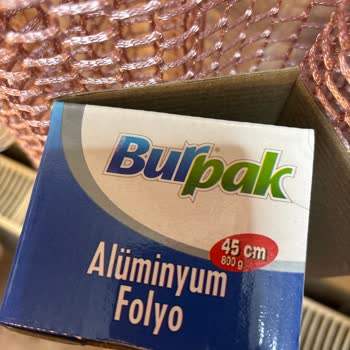 Burpak
45 cm
800 g
Alüminyum
Folyo